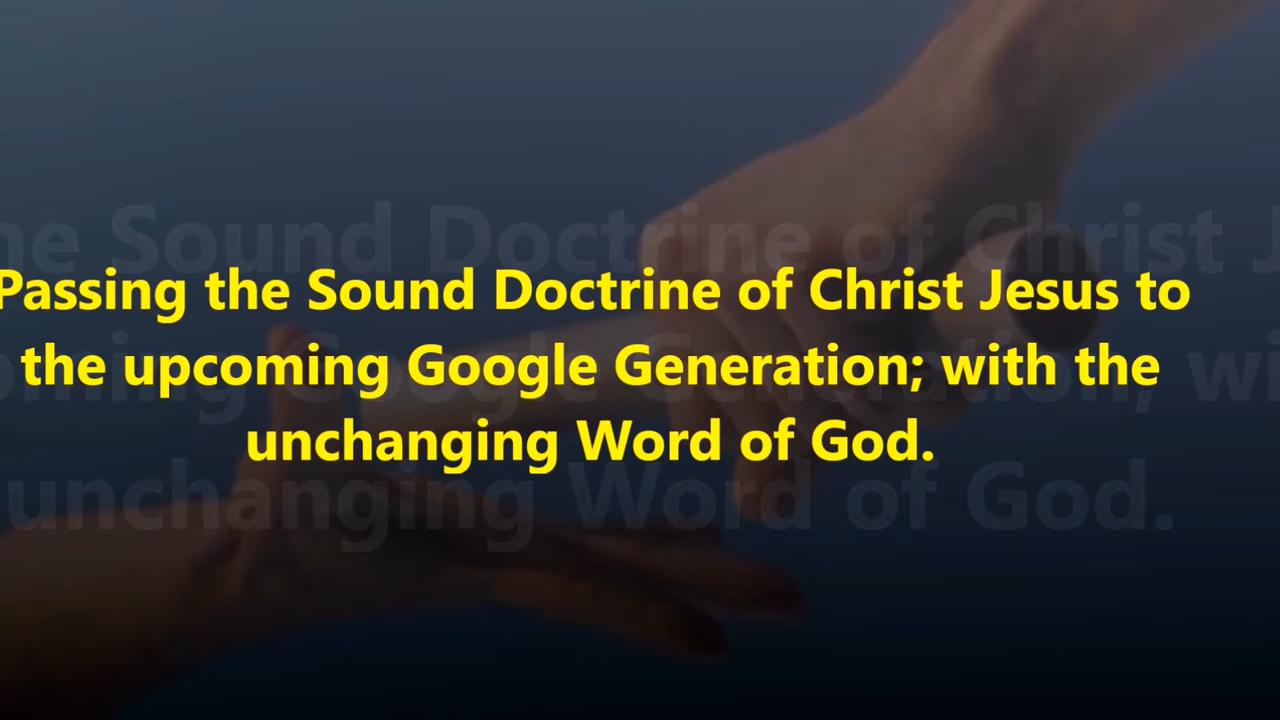 Passing the Sound Doctrine of Christ Jesus to
the upcoming Google Generation; with the
unchanging Word of God.